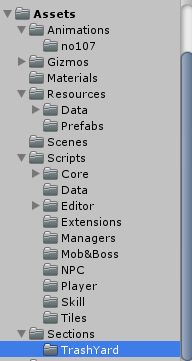 Assets
Animations
no107
Gizmos
Materials
Resources
Data
Prefabs
Scenes
Scripts
Core
Data
Editor
Extensions
Managers
Mob&Boss
NPC
Player
Skill
Tiles
Sections
TrashYard